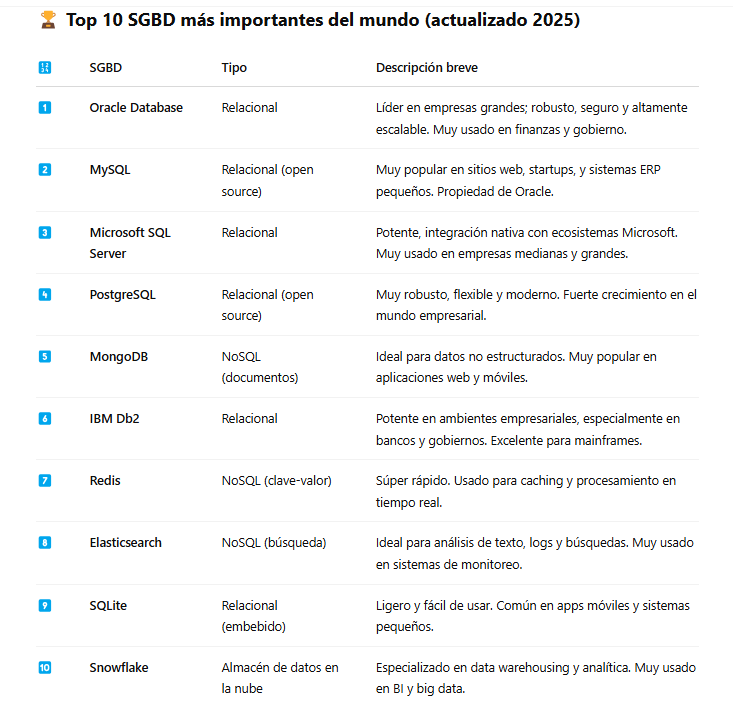 🏆 Top 10 SGBD más importantes del mundo (actualizado 2025)
🔢 SGBD Tipo Descripción breve
1️⃣ Oracle Database Relacional Líder en empresas grandes; robusto, seguro y altamente
escalable. Muy usado en finanzas y gobierno.
2️⃣ MySQL Relacional (open Muy popular en sitios web, startups, y sistemas ERP
source) pequeños. Propiedad de Oracle.
3️⃣ Microsoft SQL Relacional Potente, integración nativa con ecosistemas Microsoft.
Server Muy usado en empresas medianas y grandes.
4️⃣ PostgreSQL Relacional (open Muy robusto, flexible y moderno. Fuerte crecimiento en el
source) mundo empresarial.
5️⃣ MongoDB NoSQL Ideal para datos no estructurados. Muy popular en
(documentos) aplicaciones web y móviles.
6️⃣ IBM Db2 Relacional Potente en ambientes empresariales, especialmente en
bancos y gobiernos. Excelente para mainframes.
7️⃣ Redis NoSQL (clave-valor) Súper rápido. Usado para caching y procesamiento en
tiempo real.
8️⃣ Elasticsearch NoSQL (búsqueda) Ideal para análisis de texto, logs y búsquedas. Muy usado
en sistemas de monitoreo.
9️⃣ SQLite Relacional Ligero y fácil de usar. Común en apps móviles y sistemas
(embebido) pequeños.
🔟 Snowflake Almacén de datos en Especializado en data warehousing y analítica. Muy usado
la nube en BI y big data.